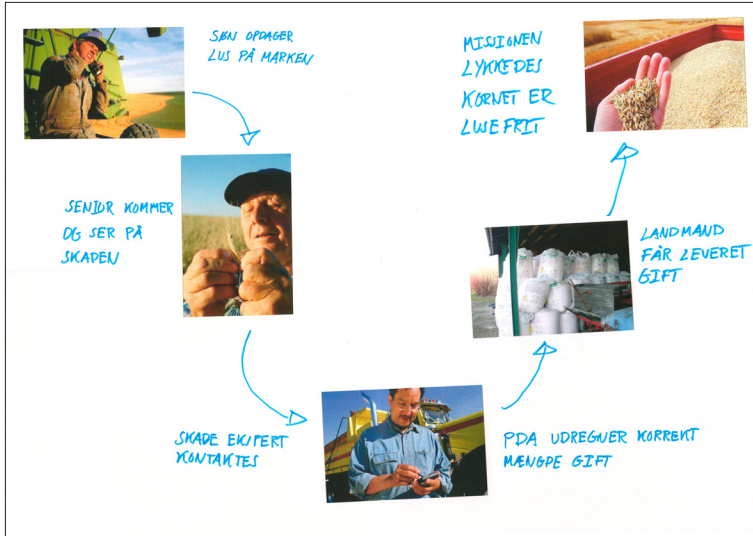 SØN OPDAGER
LUS PÅ MARKEN
SENIOR KOMMER
OG SER PÅ
SKADEN
SKADE EKSPERT
KONTAKTES
PDA UDREGNER KORREKT
MÆNGDE GIFT
LANDMAND
FÅR LEVERET
GIFT
MISSIONEN
LYKKEDES
KORNET ER
LUSEFRIT